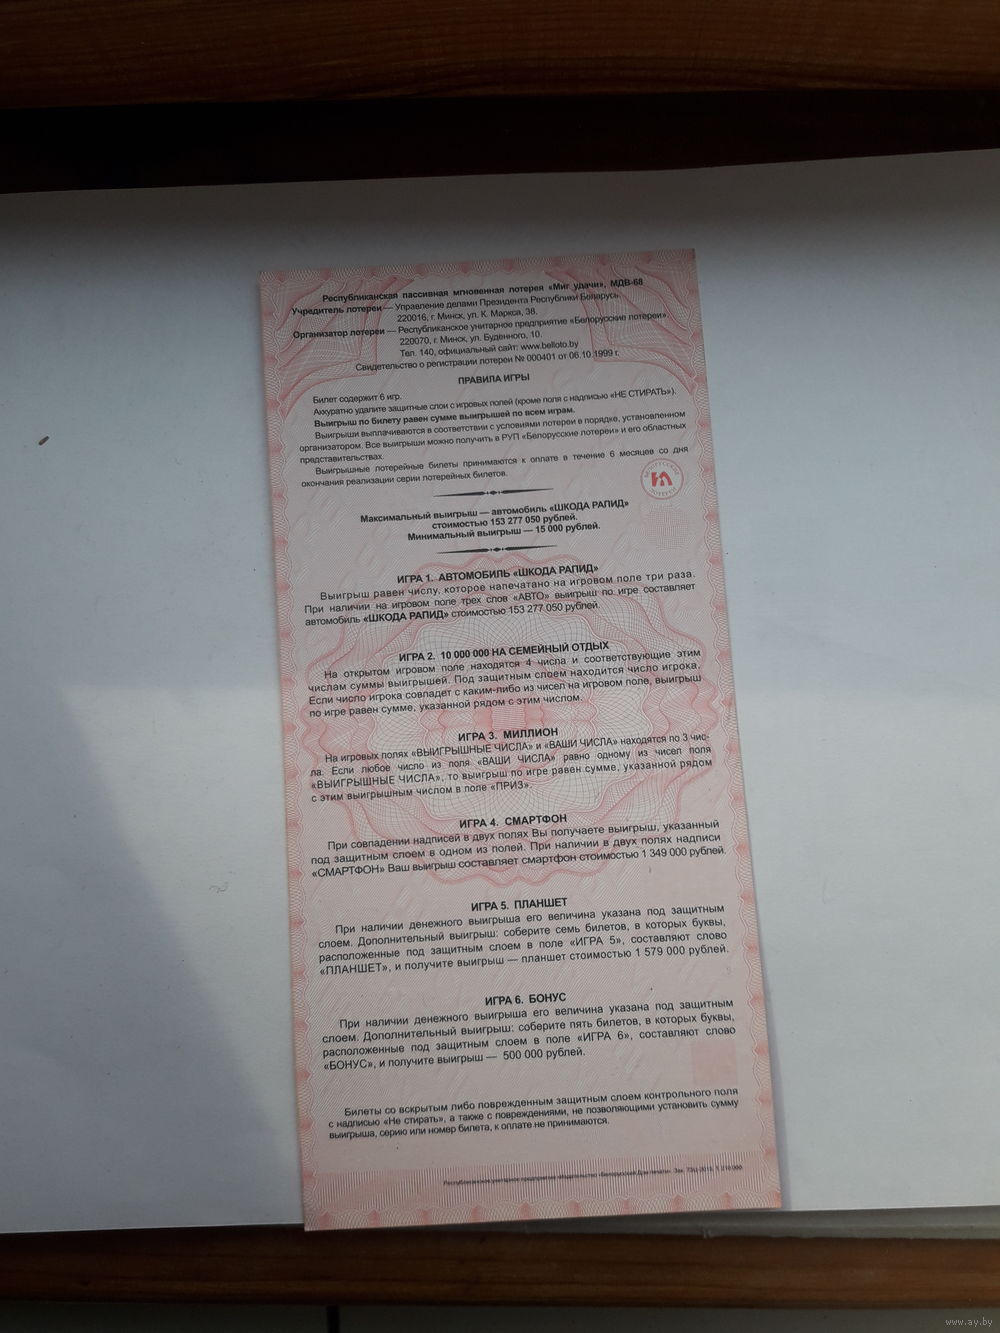 Республиканская пассивная мгновенная лотерея «Миг удачи», МДВ-68
Учредитель лотереи — Управление делами Президента Республики Беларусь
220016, г. Минск, ул. К. Маркса, 38.
Организатор лотереи — Республиканское унитарное предприятие «Белорусские лотереи»
220070, г. Минск, ул. Буденного, 10.
Тел. 140, официальный сайт: www.belloto.by
Свидетельство о регистрации лотереи № 000401 от 06.10.1999 г.
ПРАВИЛА ИГРЫ
Билет содержит 6 игр.
Аккуратно удалите защитные слои с игровых полей (кроме поля с надписью «НЕ СТИРАТЬ»).
Выигрыш по билету равен сумме выигрышей по всем играм.
Выигрыши выплачиваются в соответствии с условиями лотереи в порядке, установленном
организатором. Все выигрыши можно получить в РУП «Белорусские лотереи» и его областных
представительствах.
Выигрышные лотерейные билеты принимаются к оплате в течение 6 месяцев со дня
окончания реализации серии лотерейных билетов.
БЕЛОРУССКИЕ ЛОТЕРЕИ
Максимальный выигрыш — автомобиль «ШКОДА РАПИД»
стоимостью 153 277 050 рублей.
Минимальный выигрыш — 15 000 рублей.
ИГРА 1. АВТОМОБИЛЬ «ШКОДА РАПИД»
Выигрыш равен числу, которое напечатано на игровом поле три раза.
При наличии на игровом поле трех слов «АВТО» выигрыш по игре составляет
автомобиль «ШКОДА РАПИД» стоимостью 153 277 050 рублей.
ИГРА 2. 10 000 000 НА СЕМЕЙНЫЙ ОТДЫХ
На открытом игровом поле находятся 4 числа и соответствующие этим
числам суммы выигрышей. Под защитным слоем находится число игрока.
Если число игрока совпадет с каким-либо из чисел на игровом поле, выигрыш
по игре равен сумме, указанной рядом с этим числом.
ИГРА 3. МИЛЛИОН
На игровых полях «ВЫИГРЫШНЫЕ ЧИСЛА» и «ВАШИ ЧИСЛА» находятся по 3 чис-
ла. Если любое число из поля «ВАШИ ЧИСЛА» равно одному из чисел поля
«ВЫИГРЫШНЫЕ ЧИСЛА», то выигрыш по игре равен сумме, указанной рядом
с этим выигрышным числом в поле «ПРИЗ».
ИГРА 4. СМАРТФОН
При совпадении надписей в двух полях Вы получаете выигрыш, указанный
под защитным слоем в одном из полей. При наличии в двух полях надписи
«СМАРТФОН» Ваш выигрыш составляет смартфон стоимостью 1 349 000 рублей.
ИГРА 5. ПЛАНШЕТ
При наличии денежного выигрыша его величина указана под защитным
слоем. Дополнительный выигрыш: соберите семь билетов, в которых буквы,
расположенные под защитным слоем в поле «ИГРА 5», составляют слово
«ПЛАНШЕТ», и получите выигрыш — планшет стоимостью 1 579 000 рублей.
ИГРА 6. БОНУС
При наличии денежного выигрыша его величина указана под защитным
слоем. Дополнительный выигрыш: соберите пять билетов, в которых буквы,
расположенные под защитным слоем в поле «ИГРА 6», составляют слово
«БОНУС», и получите выигрыш — 500 000 рублей.
Билеты со вскрытым либо поврежденным защитным слоем контрольного поля
с надписью «Не стирать», а также с повреждениями, не позволяющими установить сумму
выигрыша, серию или номер билета, к оплате не принимаются.
Республиканское унитарное предприятие «Издательство «Белорусский Дом печати».
www.ay.by